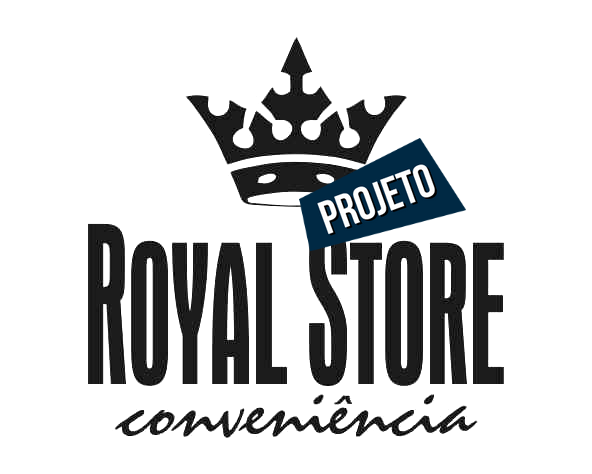 PROJETO
ROYAL STORE
conveniência